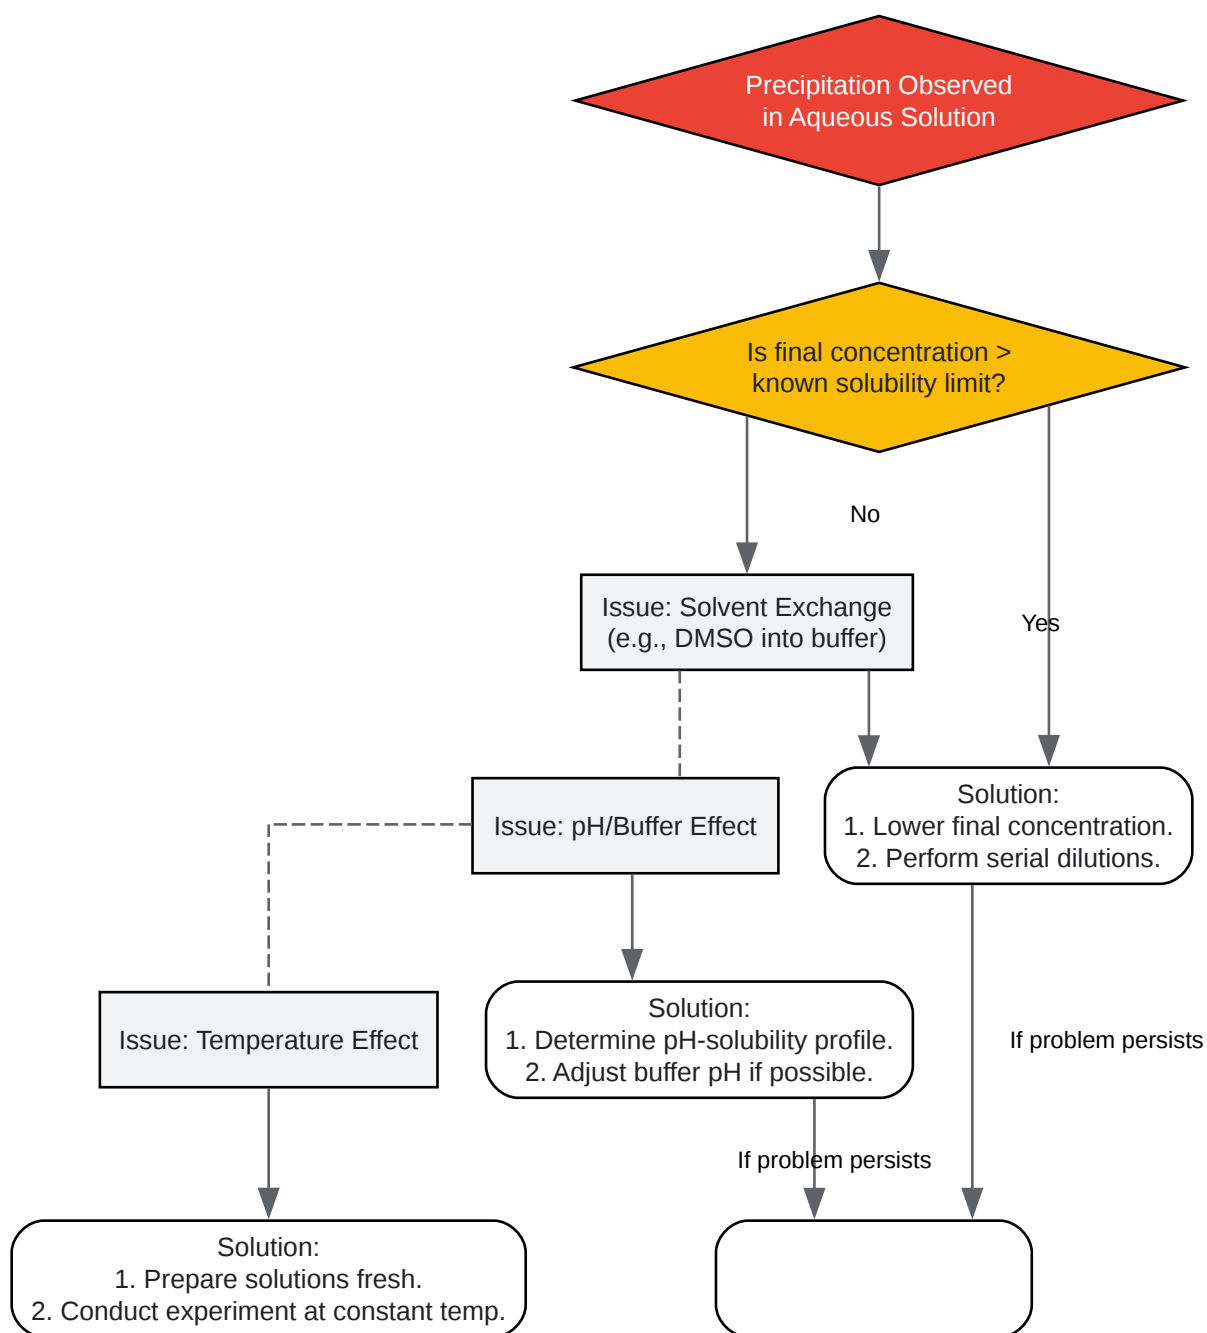 Precipitation Observed
in Aqueous Solution
Is final concentration >
known solubility limit?
No
Issue: Solvent Exchange
(e.g., DMSO into buffer)
Yes
Solution:
1. Lower final concentration.
2. Perform serial dilutions.
Issue: pH/Buffer Effect
Solution:
1. Determine pH-solubility profile.
2. Adjust buffer pH if possible.
Issue: Temperature Effect
If problem persists
If problem persists
Solution:
1. Prepare solutions fresh.
2. Conduct experiment at constant temp.